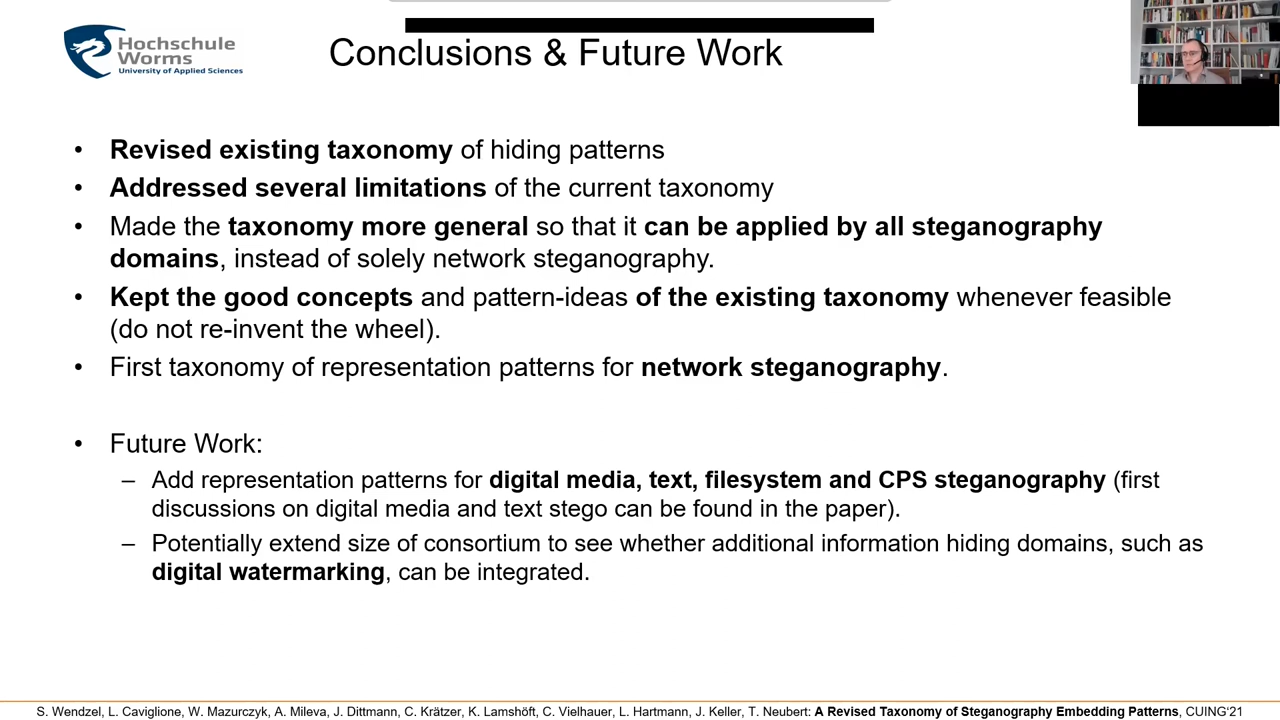 Hochschule
Worms
University of Applied Sciences
Conclusions & Future Work
• Revised existing taxonomy of hiding patterns
• Addressed several limitations of the current taxonomy
• Made the taxonomy more general so that it can be applied by all steganography
domains, instead of solely network steganography.
• Kept the good concepts and pattern-ideas of the existing taxonomy whenever feasible
(do not re-invent the wheel).
• First taxonomy of representation patterns for network steganography.
• Future Work:
– Add representation patterns for digital media, text, filesystem and CPS steganography (first
discussions on digital media and text stego can be found in the paper).
– Potentially extend size of consortium to see whether additional information hiding domains, such as
digital watermarking, can be integrated.
S. Wendzel, L. Caviglione, W. Mazurczyk, A. Mileva, J. Dittmann, C. Krätzer, K. Lamshöft, C. Vielhauer, L. Hartmann, J. Keller, T. Neubert: A Revised Taxonomy of Steganography Embedding Patterns, CUING'21